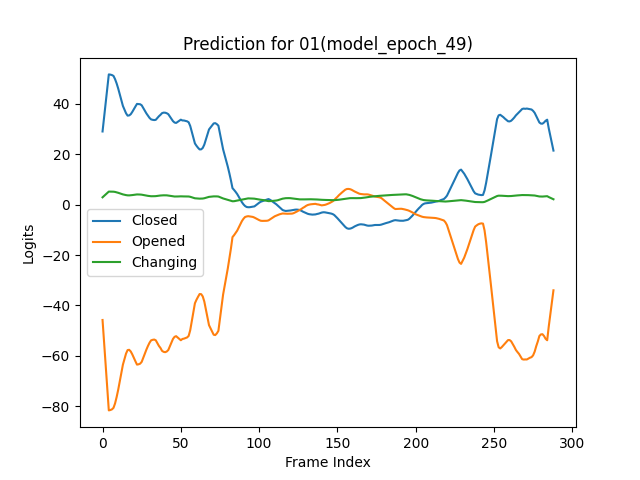 Prediction for 01(model_epoch_49)
Logits
40
20
0
−20
−40
−60
−80
Closed
Opened
Changing
0 50 100 150 200 250 300
Frame Index